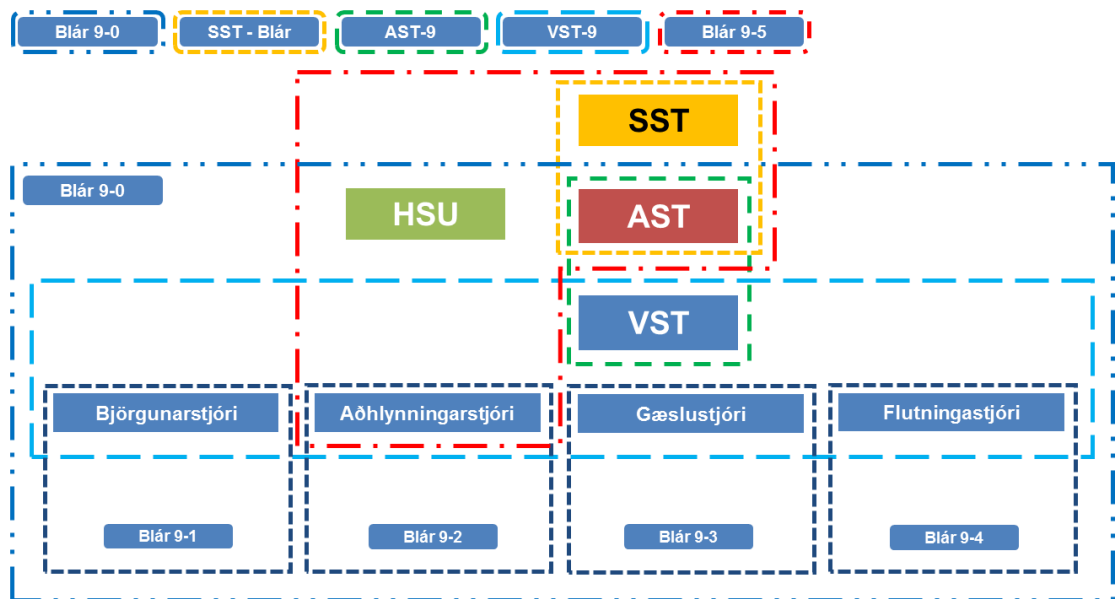 Blár 9-0
SST - Blár
AST-9
VST-9
Blár 9-5
SST
Blár 9-0
HSU
AST
VST
Björgunarstjóri
Aðhlynningarstjóri
Gæslustjóri
Flutningastjóri
Blár 9-1
Blár 9-2
Blár 9-3
Blár 9-4